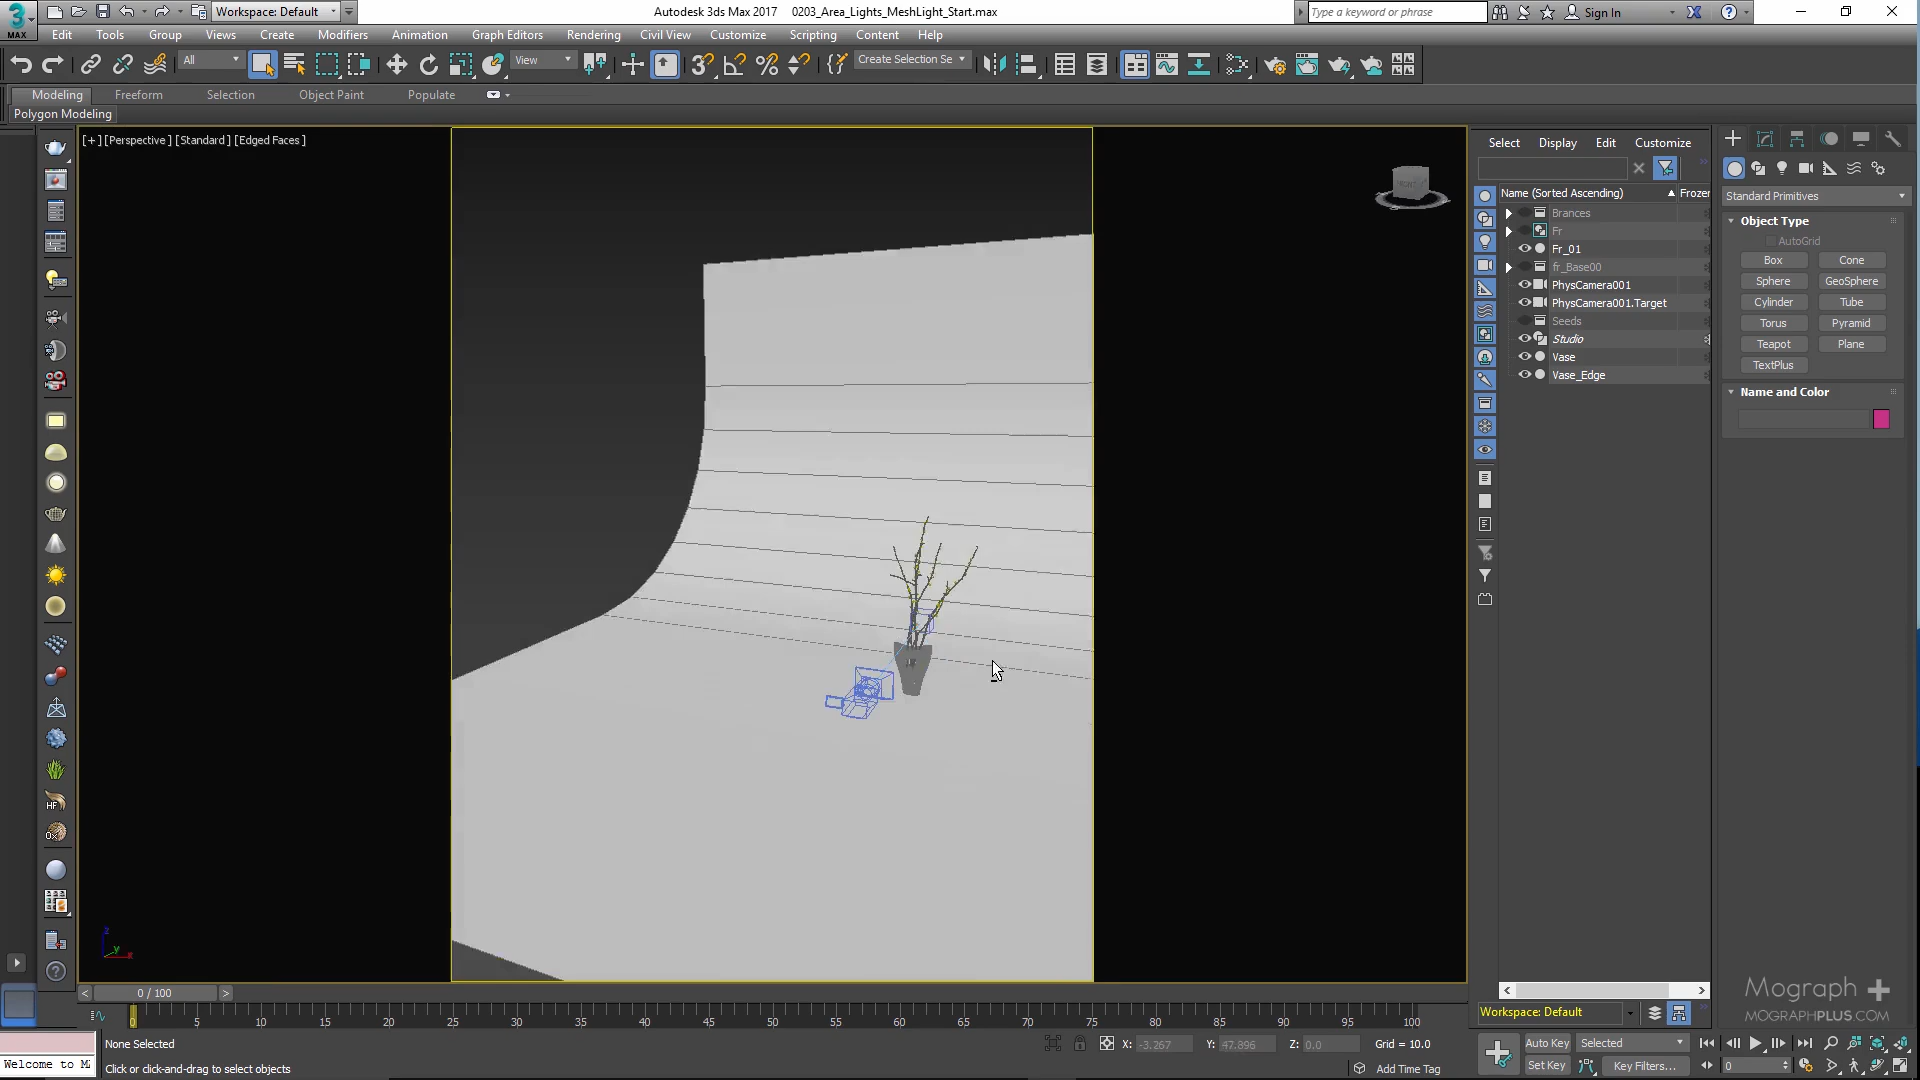 Workspace: Default
Autodesk 3ds Max 2017    0203_Area_Lights_MeshLight_Start.max
Type a keyword or phrase
Sign In
MAX
Edit Tools Group Views Create Modifiers Animation Graph Editors Rendering Civil View Customize Scripting Content Help
All
View
Create Selection Se
Modeling Freeform Selection Object Paint Populate
Polygon Modeling
[+] [Perspective ] [Standard ] [Edged Faces ]
Select Display Edit Customize
Name (Sorted Ascending) Frozen
Brances
Fr
Fr_01
fr_Base00
PhysCamera001
PhysCamera001.Target
Seeds
Studio
Vase
Vase_Edge
Standard Primitives
Object Type
AutoGrid
Box Cone
Sphere GeoSphere
Cylinder Tube
Torus Pyramid
Teapot Plane
TextPlus
Name and Color
HF
z
y
x
Mograph +
MOGRAPHPLUS.COM
< 0 / 100 >
0 5 10 15 20 25 30 35 40 45 50 55 60 65 70 75 80 85 90 95 100
Workspace: Default
None Selected
X: -3.267 Y: 47.896 Z: 0.0 Grid = 10.0
Auto Key Selected
Welcome to M
Click or click-and-drag to select objects
Add Time Tag
Set Key Key Filters...
0